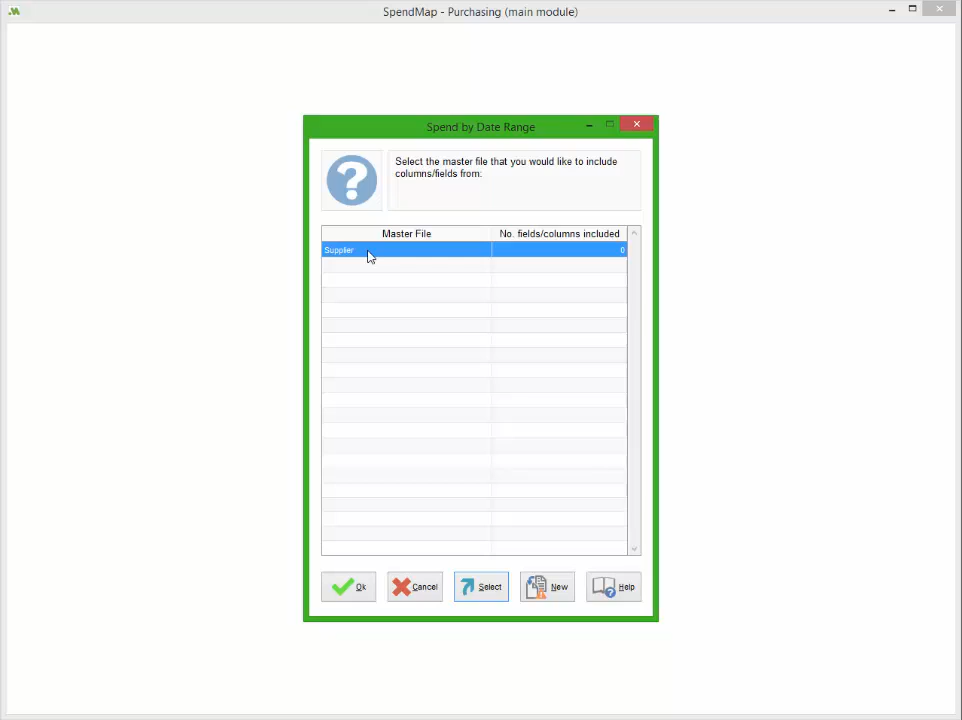 SpendMap - Purchasing (main module)
Spend by Date Range
Select the master file that you would like to include
columns/fields from:
Master File No. fields/columns included
Supplier 0
Ok Cancel Select New Help